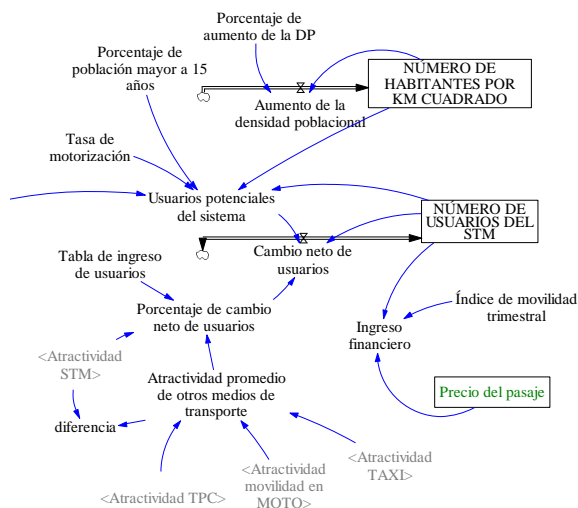 Porcentaje de
aumento de la DP
Porcentaje de
población mayor a 15
años
NÚMERO DE
HABITANTES POR
KM CUADRADO
Aumento de la
densidad poblacional
Tasa de
motorización
Usuarios potenciales
del sistema
NÚMERO DE
USUARIOS DEL
STM
Tabla de ingreso
de usuarios
Cambio neto de
usuarios
Porcentaje de cambio
neto de usuarios
Índice de movilidad
trimestral
Ingreso
financiero
<Atractividad
STM>
Atractividad promedio
de otros medios de
transporte
Precio del pasaje
diferencia
<Atractividad
TAXI>
<Atractividad
movilidad en
MOTO>
<Atractividad TPC>